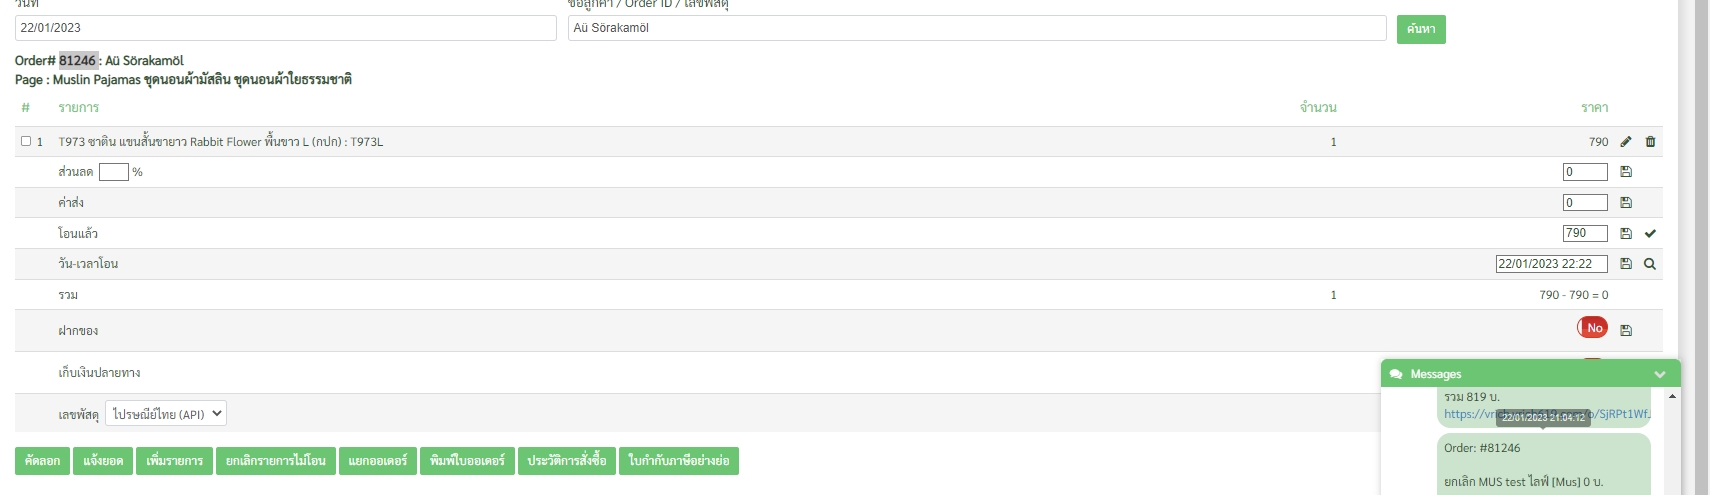 วันที่
ชื่อลูกค้า / Order ID / เลขพัสดุ
22/01/2023
Aü Sörakamöl
ค้นหา
Order# 81246 : Aü Sörakamöl
Page : Muslin Pajamas ชุดนอนผ้ามัสลิน ชุดนอนผ้าใยธรรมชาติ
# รายการ จำนวน ราคา
1 T973 ซาติน แขนสั้นขายาว Rabbit Flower พื้นขาว L (กปก) : T973L 1 790
ส่วนลด % 0
ค่าส่ง 0
โอนแล้ว 790
วัน-เวลาโอน 22/01/2023 22:22
รวม 1 790 - 790 = 0
ฝากของ No
เก็บเงินปลายทาง
เลขพัสดุ ไปรษณีย์ไทย (API)
คัดลอก แจ้งยอด เพิ่มรายการ ยกเลิกรายการไม่โอน แยกออเดอร์ พิมพ์ใบออเดอร์ ประวัติการสั่งซื้อ ใบกำกับภาษีอย่างย่อ
Messages
รวม 819 บ.
22/01/2023 21:04:12
Order: #81246
ยกเลิก MUS test ไลฟ์ [Mus] 0 บ.